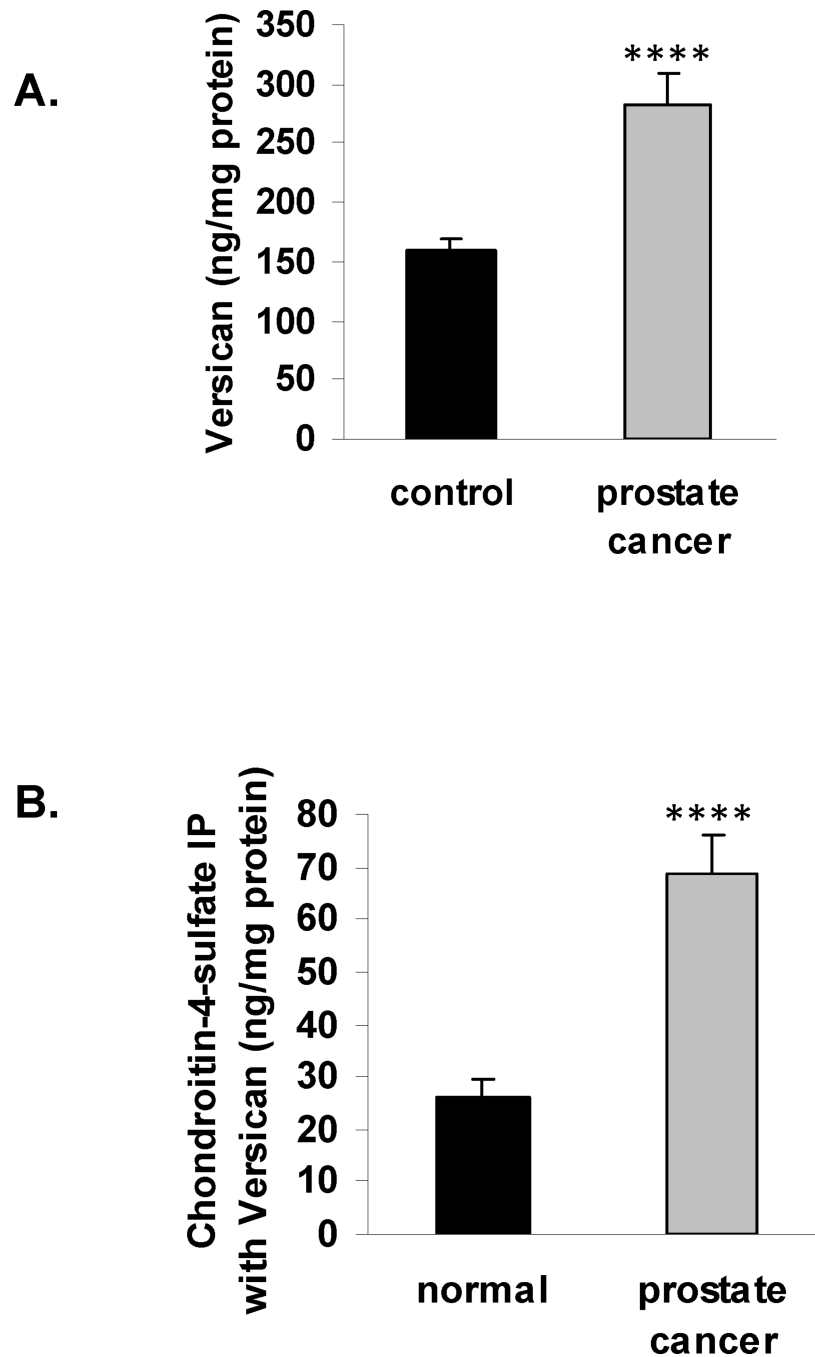 A.
Versican (ng/mg protein)
350
300
250
200
150
100
50
0
****
control
prostate
cancer
B.
Chondroitin-4-sulfate IP
with Versican (ng/mg protein)
80
70
60
50
40
30
20
10
0
****
normal
prostate
cancer